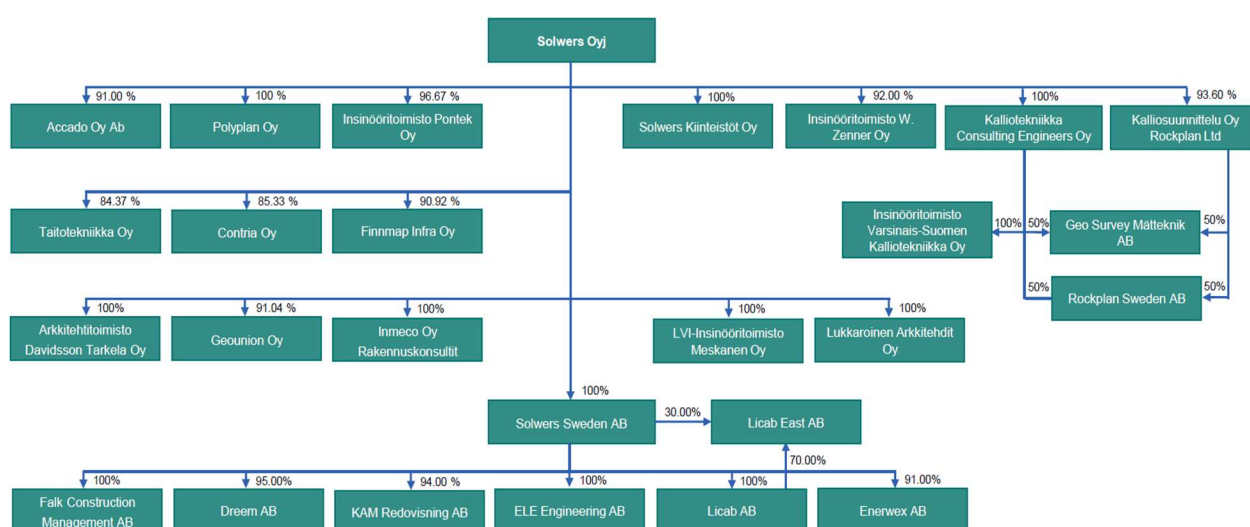 Solwers Oyj
91.00 %
100 %
96.67 %
100%
92.00 %
100%
93.60 %
Accado Oy Ab
Polyplan Oy
Insinööritoimisto Pontek
Oy
Solwers Kiinteistöt Oy
Insinööritoimisto W.
Zenner Oy
Kalliotekniikka
Consulting Engineers Oy
Kalliosuunnittelu Oy
Rockplan Ltd
84.37 %
85.33 %
90.92 %
Taitotekniikka Oy
Contria Oy
Finnmap Infra Oy
Insinööritoimisto
Varsinais-Suomen
Kalliotekniikka Oy
100%
50%
Geo Survey Mätteknik
AB
50%
50%
Rockplan Sweden AB
50%
100%
91.04 %
100%
100%
100%
Arkkitehtitoimisto
Davidsson Tarkela Oy
Geounion Oy
Inmeco Oy
Rakennuskonsultit
LVI-Insinööritoimisto
Meskanen Oy
Lukkaroinen Arkkitehdit
Oy
100%
Solwers Sweden AB
30.00%
Licab East AB
70.00%
100%
95.00%
94.00 %
100%
100%
91.00%
Falk Construction
Management AB
Dreem AB
KAM Redovisning AB
ELE Engineering AB
Licab AB
Enerwex AB